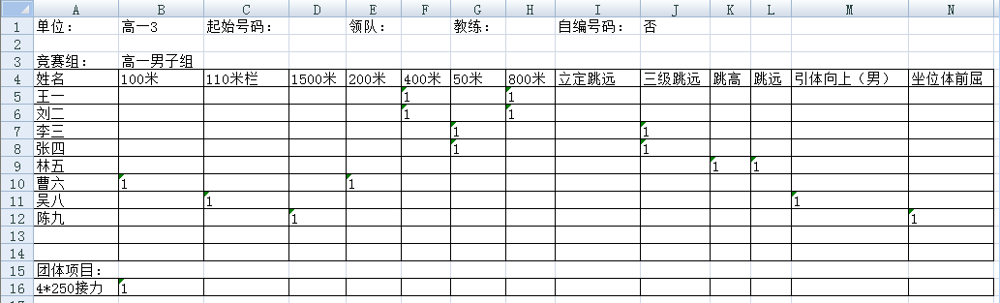 A B C D E F G H I J K L M N
1 单位: 高一3 起始号码: 领队: 教练: 自编号码: 否
2
3 竞赛组: 高一男子组
4 姓名 100米 110米栏 1500米 200米 400米 50米 800米 立定跳远 三级跳远 跳高 跳远 引体向上（男） 坐位体前屈
5 王一 1 1
6 刘二 1 1
7 李三 1 1
8 张四 1 1
9 林五 1 1
10 曹六 1 1
11 吴八 1 1
12 陈九 1 1
13
14
15 团体项目:
16 4*250接力 1